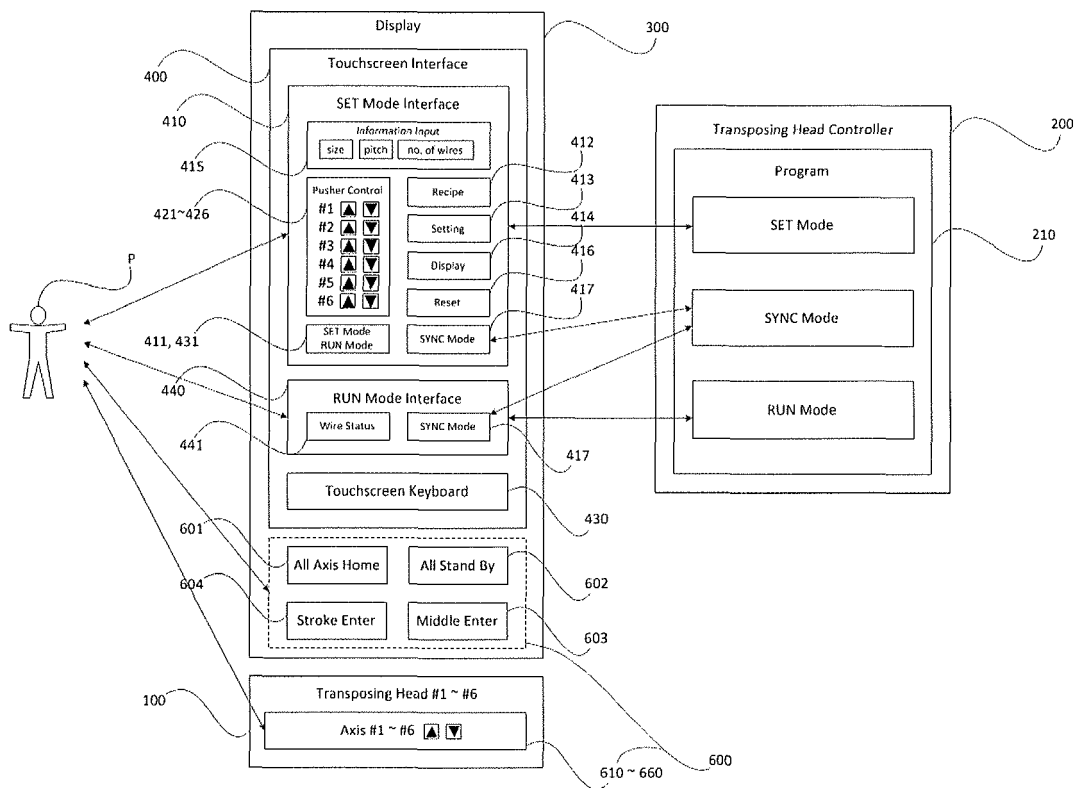 Display
300
Touchscreen Interface
400
SET Mode Interface
410
Information Input
size pitch no. of wires
415
Transposing Head Controller
200
412
Program
413
Pusher Control
Recipe
421~426
#1
#2
Setting
414
SET Mode
#3
416
210
#4
Display
P
#5
417
#6
Reset
SYNC Mode
SET Mode
RUN Mode
SYNC Mode
411, 431
440
RUN Mode Interface
RUN Mode
Wire Status
SYNC Mode
441
417
Touchscreen Keyboard
430
601
All Axis Home
All Stand By
602
604
Stroke Enter
Middle Enter
603
Transposing Head #1 ~ #6
100
Axis #1 ~ #6
600
610 ~ 660